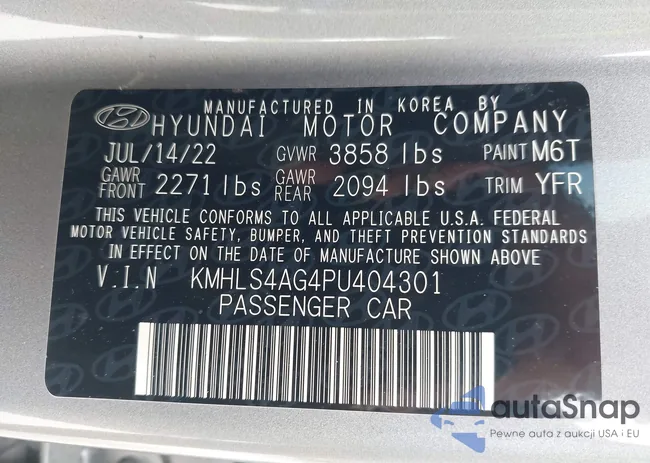 MANUFACTURED IN KOREA BY
HYUNDAI MOTOR COMPANY
JUL/14/22 GVWR 3858 lbs PAINT M6T
GAWR FRONT 2271 lbs GAWR REAR 2094 lbs TRIM YFR
THIS VEHICLE CONFORMS TO ALL APPLICABLE U.S.A. FEDERAL
MOTOR VEHICLE SAFETY, BUMPER, AND THEFT PREVENTION STANDARDS
IN EFFECT ON THE DATE OF MANUFACTURE SHOWN ABOVE
V.I.N KMHLS4AG4PU404301
PASSENGER CAR
autaSnap
Pewne auta z aukcji USA i EU